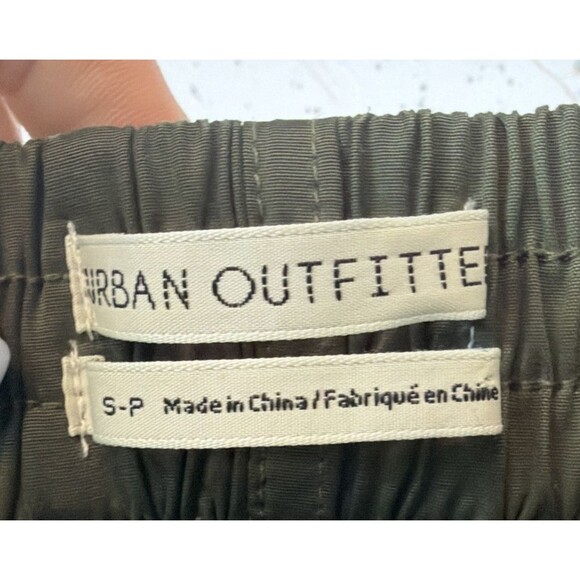 URBAN OUTFITTE
S-P Made in China / Fabriqué en Chine